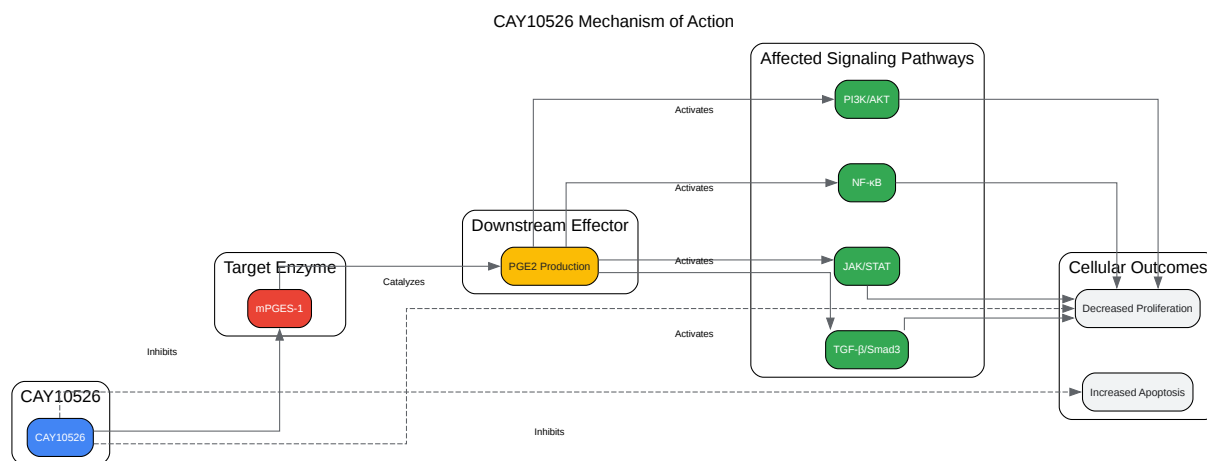 CAY10526 Mechanism of Action
Affected Signaling Pathways
PI3K/AKT
Activates
NF-κB
Activates
Downstream Effector
PGE2 Production
JAK/STAT
Activates
Target Enzyme
Catalyzes
mPGES-1
Cellular Outcomes
Decreased Proliferation
Activates
TGF-β/Smad3
Inhibits
CAY10526
Increased Apoptosis
CAY10526
Inhibits